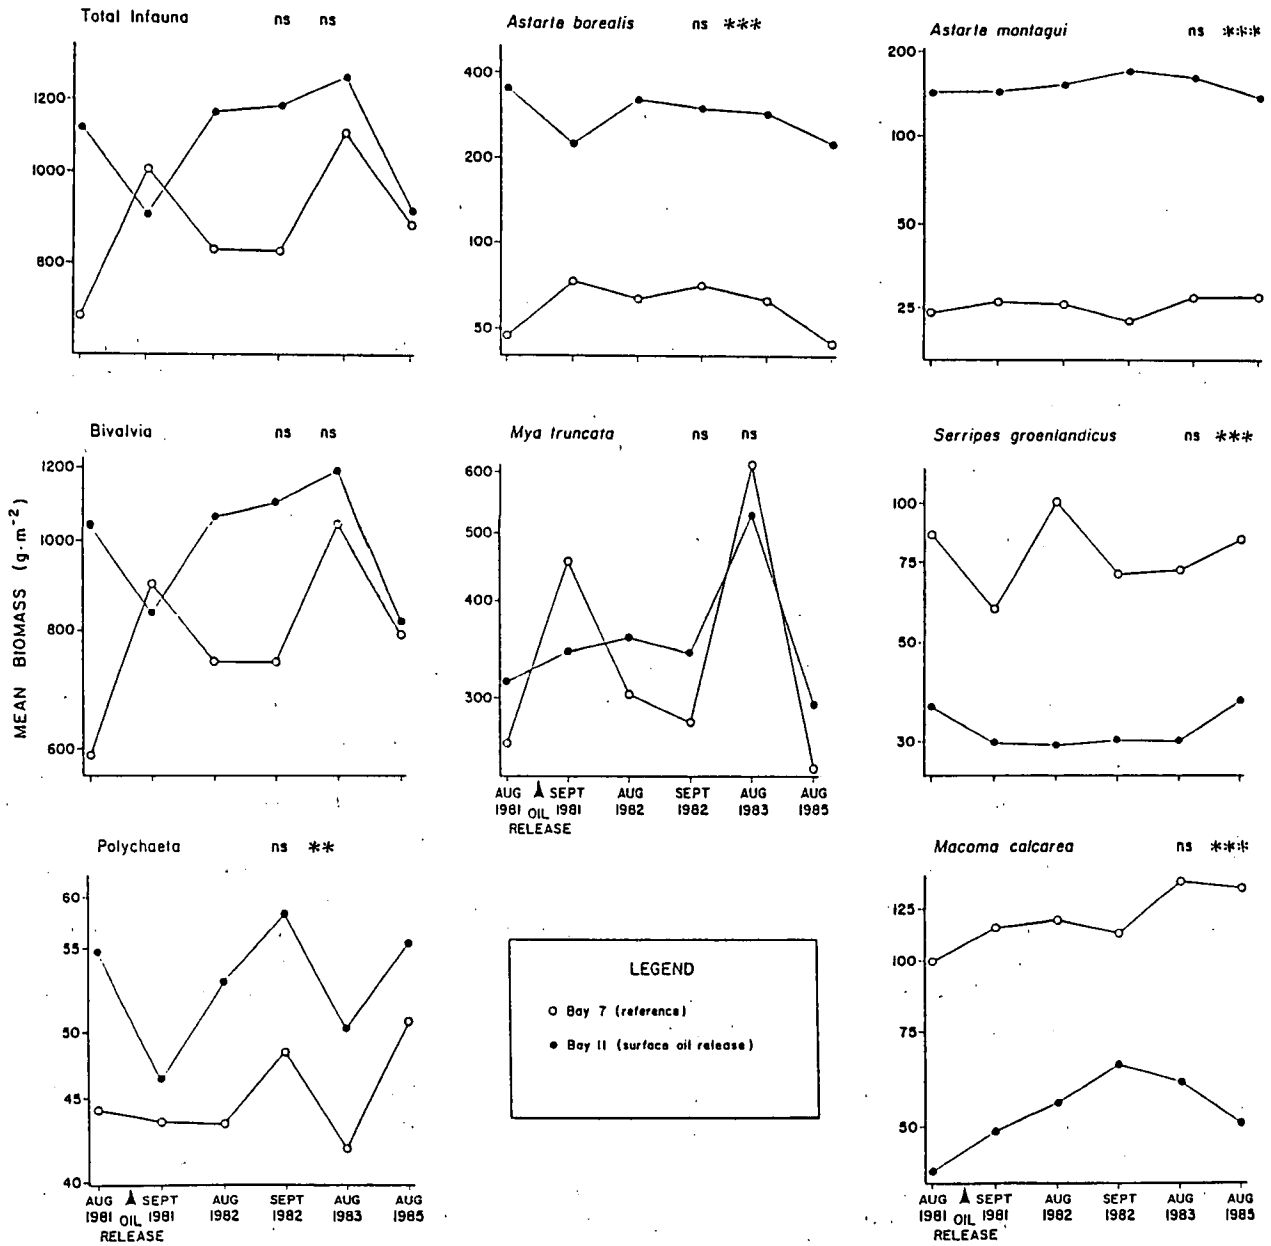 Total Infauna ns ns
1200
1000
800
Astarte borealis ns ***
400
200
100
50
Astarte montagui ns ***
200
100
50
25
MEAN BIOMASS (g·m⁻²)
Bivalvia ns ns
1200
1000
800
600
Mya truncata ns ns
600
500
400
300
AUG 1981
OIL RELEASE
SEPT 1981
AUG 1982
SEPT 1982
AUG 1983
AUG 1985
Serripes groenlandicus ns ***
100
75
50
30
Polychaeta ns **
60
55
50
45
40
AUG 1981
OIL RELEASE
SEPT 1981
AUG 1982
SEPT 1982
AUG 1983
AUG 1985
LEGEND
Bay 7 (reference)
Bay 11 (surface oil release)
Macoma calcarea ns ***
125
100
75
50
AUG 1981
OIL RELEASE
SEPT 1981
AUG 1982
SEPT 1982
AUG 1983
AUG 1985